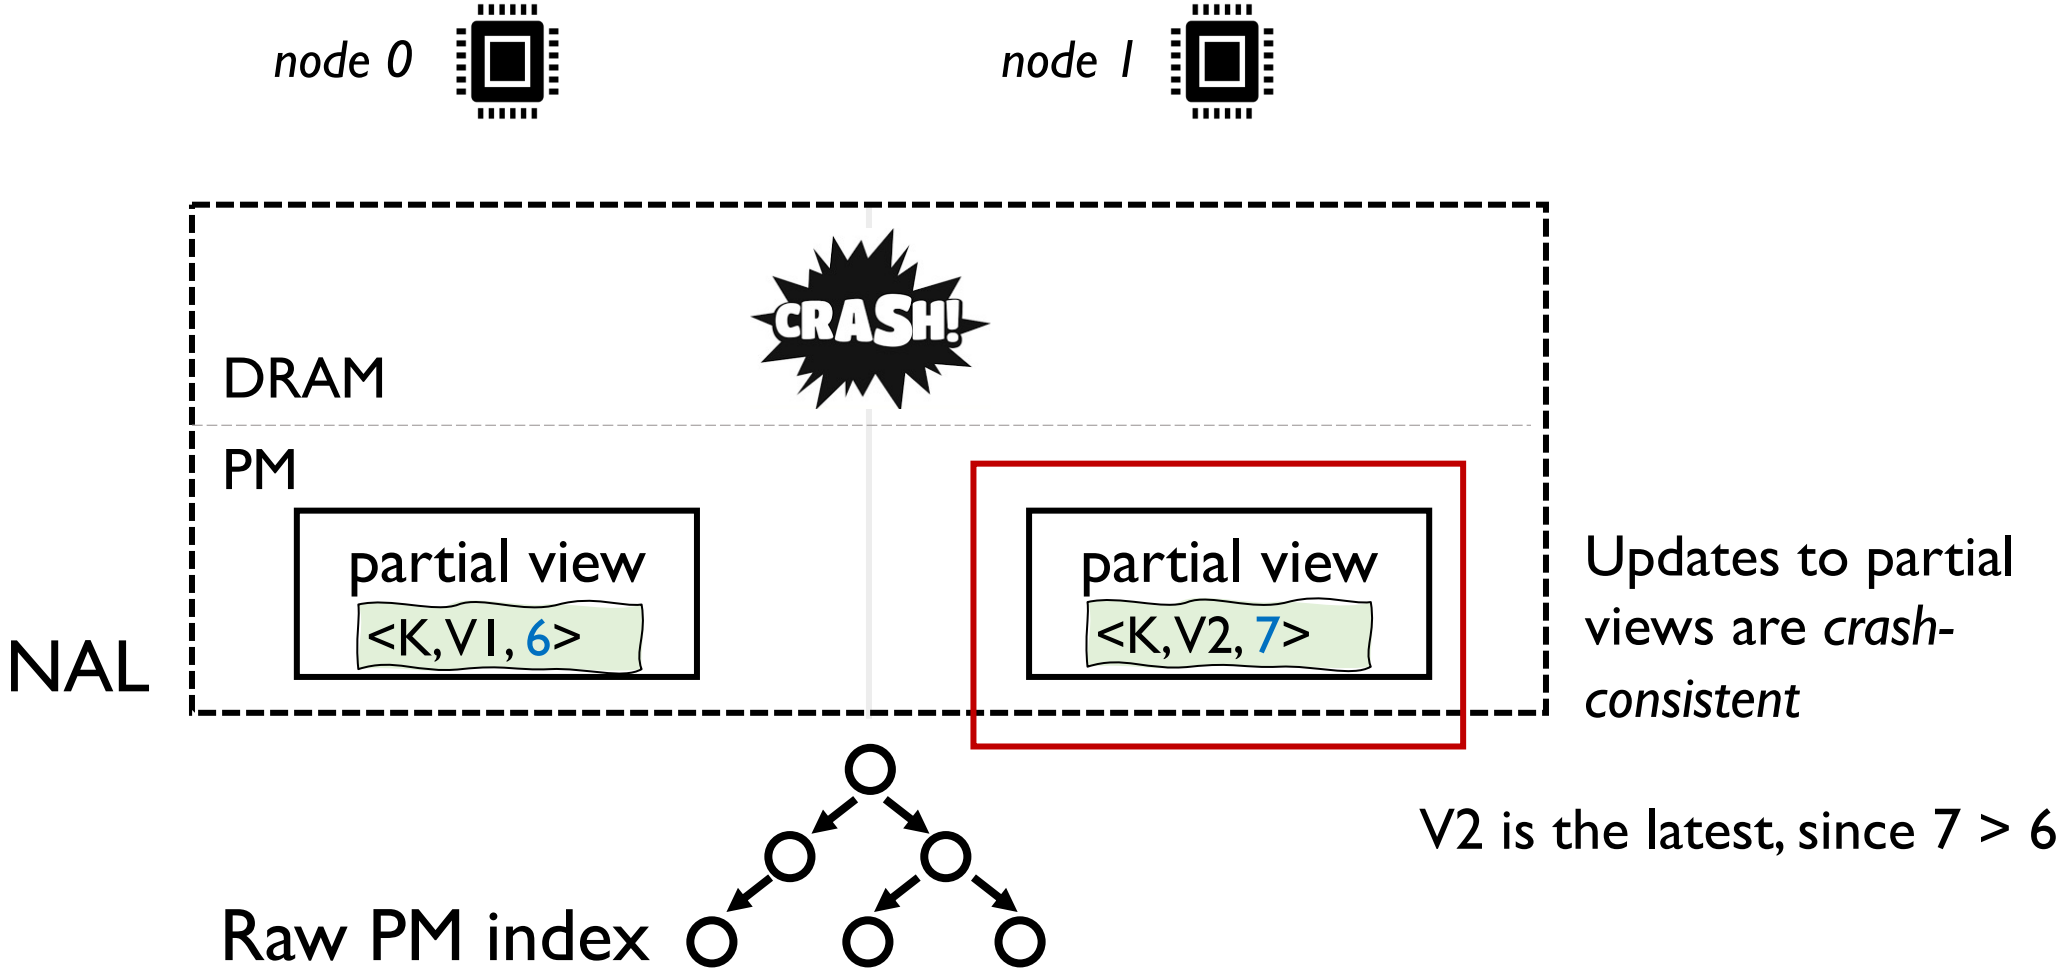 node 0
node 1
CRASH!
DRAM
PM
partial view
<K,V1, 6>
partial view
<K,V2, 7>
Updates to partial
views are crash-
consistent
NAL
V2 is the latest, since 7 > 6
Raw PM index